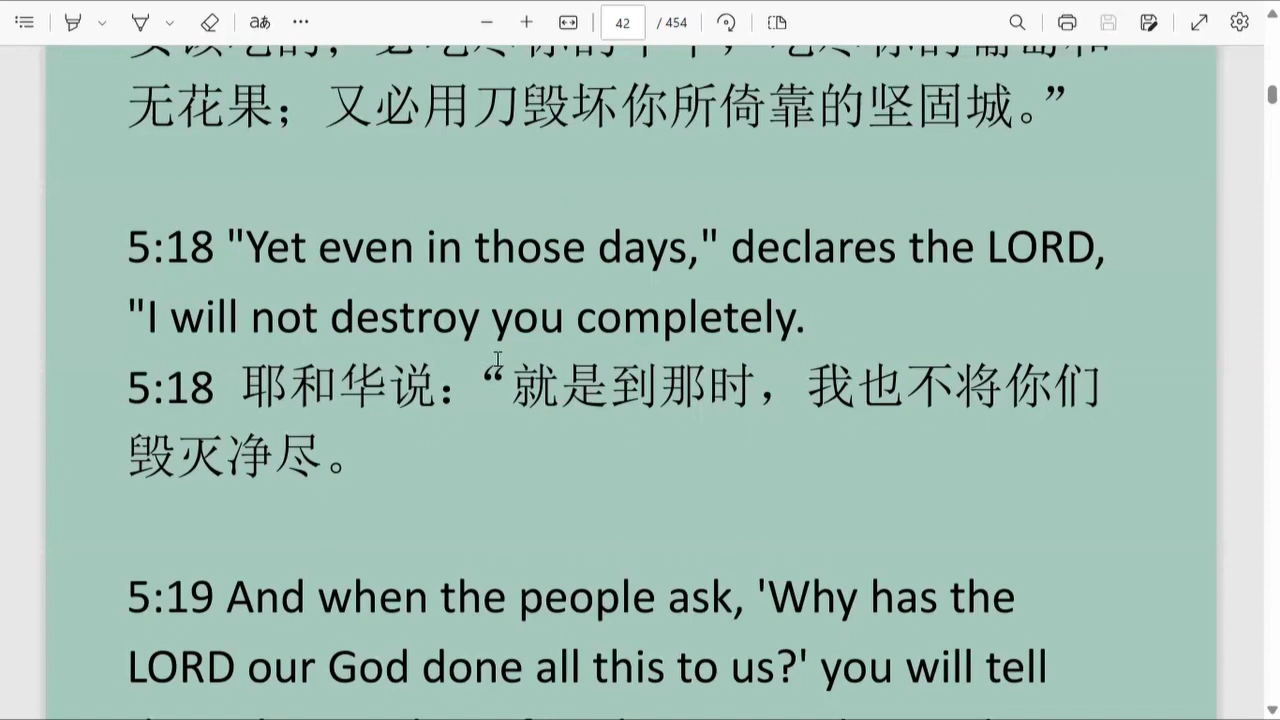 aあ
42
/ 454
无花果；又必用刀毁坏你所倚靠的坚固城。”
5:18 "Yet even in those days," declares the LORD,
"I will not destroy you completely.
5:18 耶和华说：“就是到那时，我也不将你们
毁灭净尽。
5:19 And when the people ask, 'Why has the
LORD our God done all this to us?' you will tell